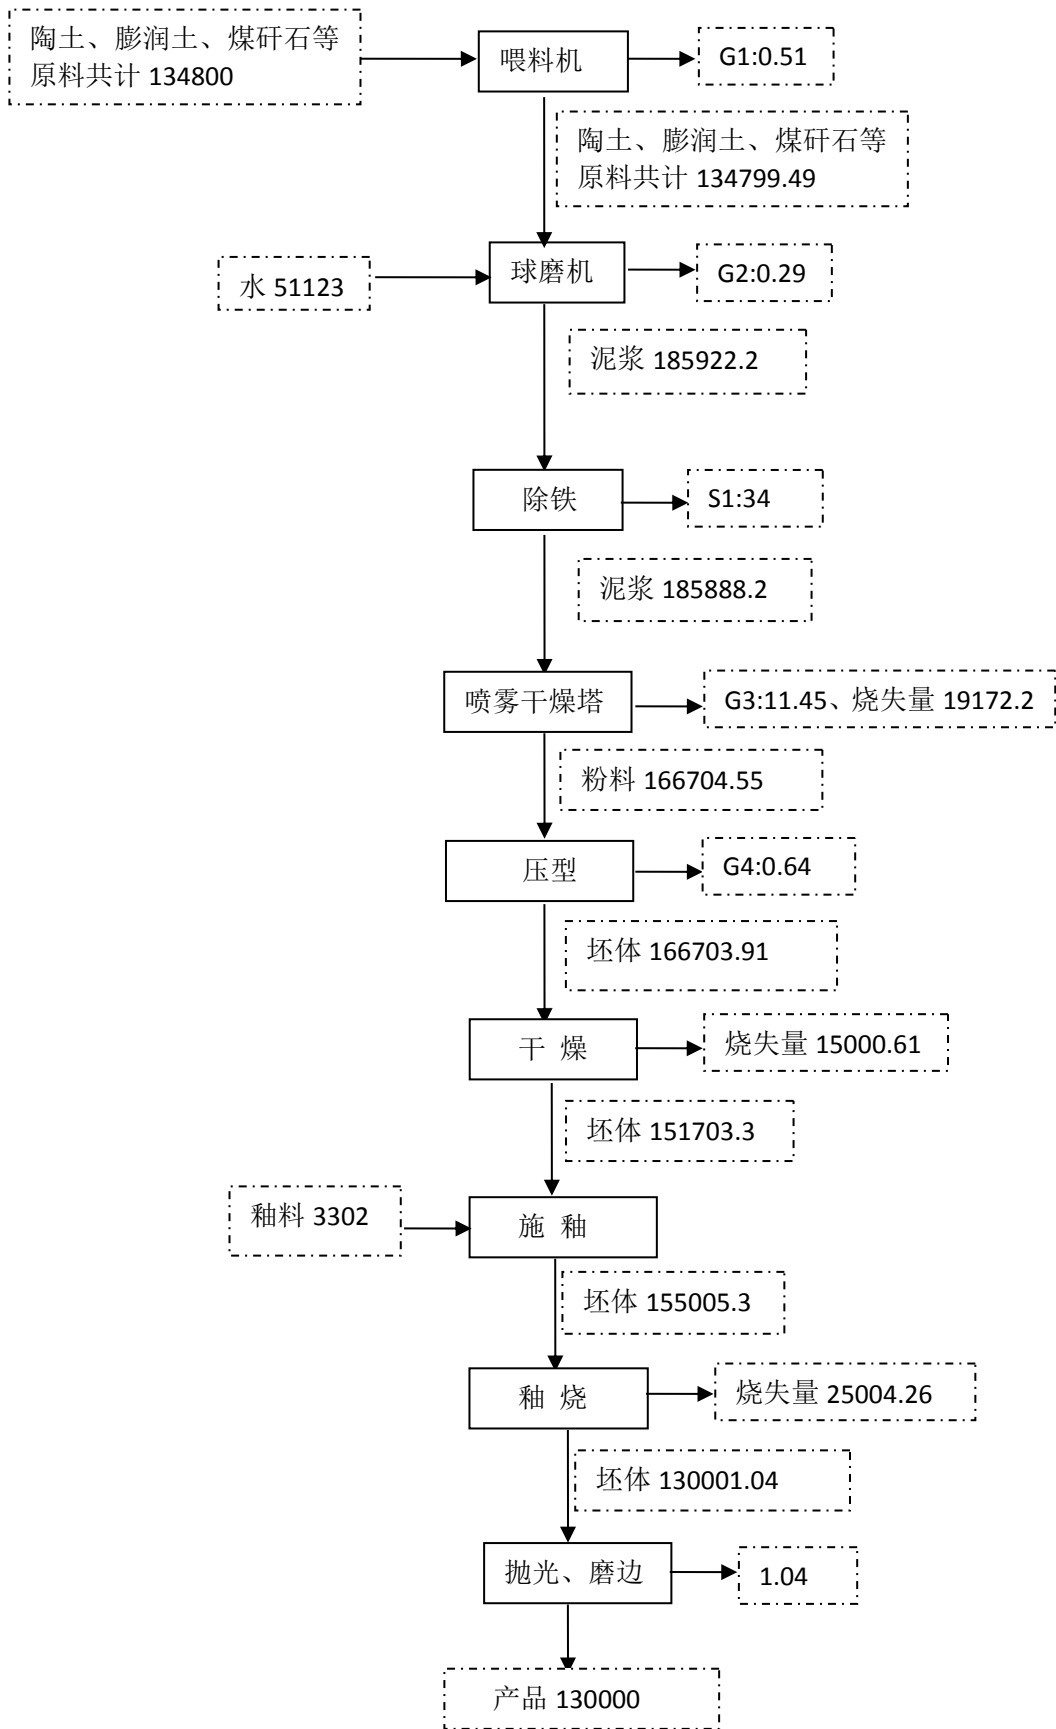 陶土、膨润土、煤矸石等
原料共计 134800
喂料机
G1:0.51
陶土、膨润土、煤矸石等
原料共计 134799.49
水 51123
球磨机
G2:0.29
泥浆 185922.2
除铁
S1:34
泥浆 185888.2
喷雾干燥塔
G3:11.45、烧失量 19172.2
粉料 166704.55
压型
G4:0.64
坯体 166703.91
干 燥
烧失量 15000.61
坯体 151703.3
釉料 3302
施 釉
坯体 155005.3
釉 烧
烧失量 25004.26
坯体 130001.04
抛光、磨边
1.04
产品 130000